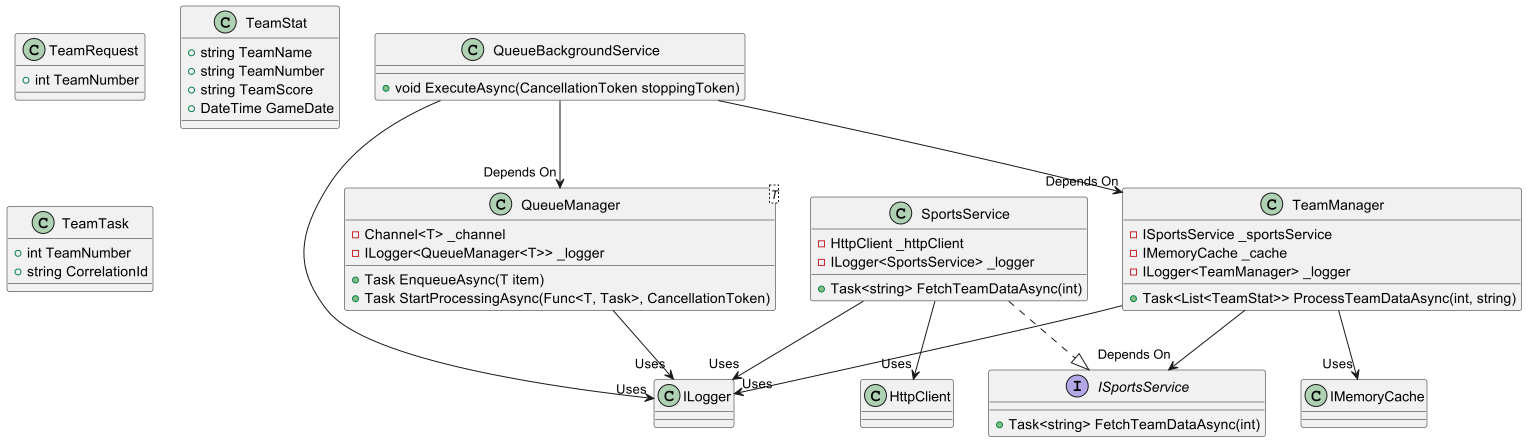 C TeamRequest
int TeamNumber
C TeamStat
string TeamName
string TeamNumber
string TeamScore
DateTime GameDate
C QueueBackgroundService
void ExecuteAsync(CancellationToken stoppingToken)
Depends On
Depends On
C TeamTask
int TeamNumber
string CorrelationId
C QueueManager
T
Channel<T> _channel
ILogger<QueueManager<T>> _logger
Task EnqueueAsync(T item)
Task StartProcessingAsync(Func<T, Task>, CancellationToken)
C SportsService
HttpClient _httpClient
ILogger<SportsService> _logger
Task<string> FetchTeamDataAsync(int)
C TeamManager
ISportsService _sportsService
IMemoryCache _cache
ILogger<TeamManager> _logger
Task<List<TeamStat>> ProcessTeamDataAsync(int, string)
Uses
Uses
Uses
Uses
Uses
Depends On
Uses
C ILogger
C HttpClient
I ISportsService
Task<string> FetchTeamDataAsync(int)
C IMemoryCache